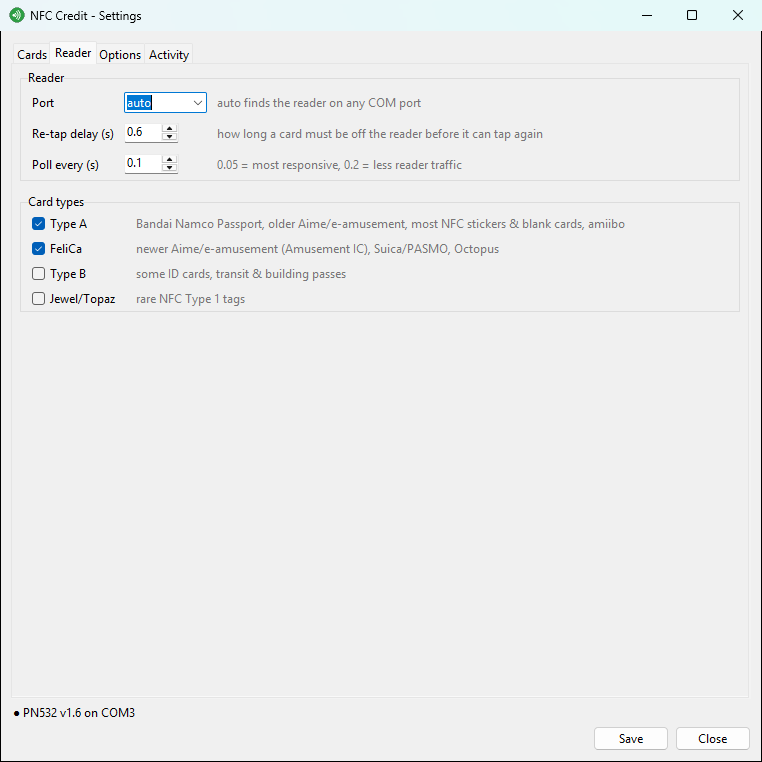 NFC Credit - Settings
Cards Reader Options Activity
Reader
Port auto auto finds the reader on any COM port
Re-tap delay (s) 0.6 how long a card must be off the reader before it can tap again
Poll every (s) 0.1 0.05 = most responsive, 0.2 = less reader traffic
Card types
Type A Bandai Namco Passport, older Aime/e-amusement, most NFC stickers & blank cards, amiibo
FeliCa newer Aime/e-amusement (Amusement IC), Suica/PASMO, Octopus
Type B some ID cards, transit & building passes
Jewel/Topaz rare NFC Type 1 tags
● PN532 v1.6 on COM3
Save Close